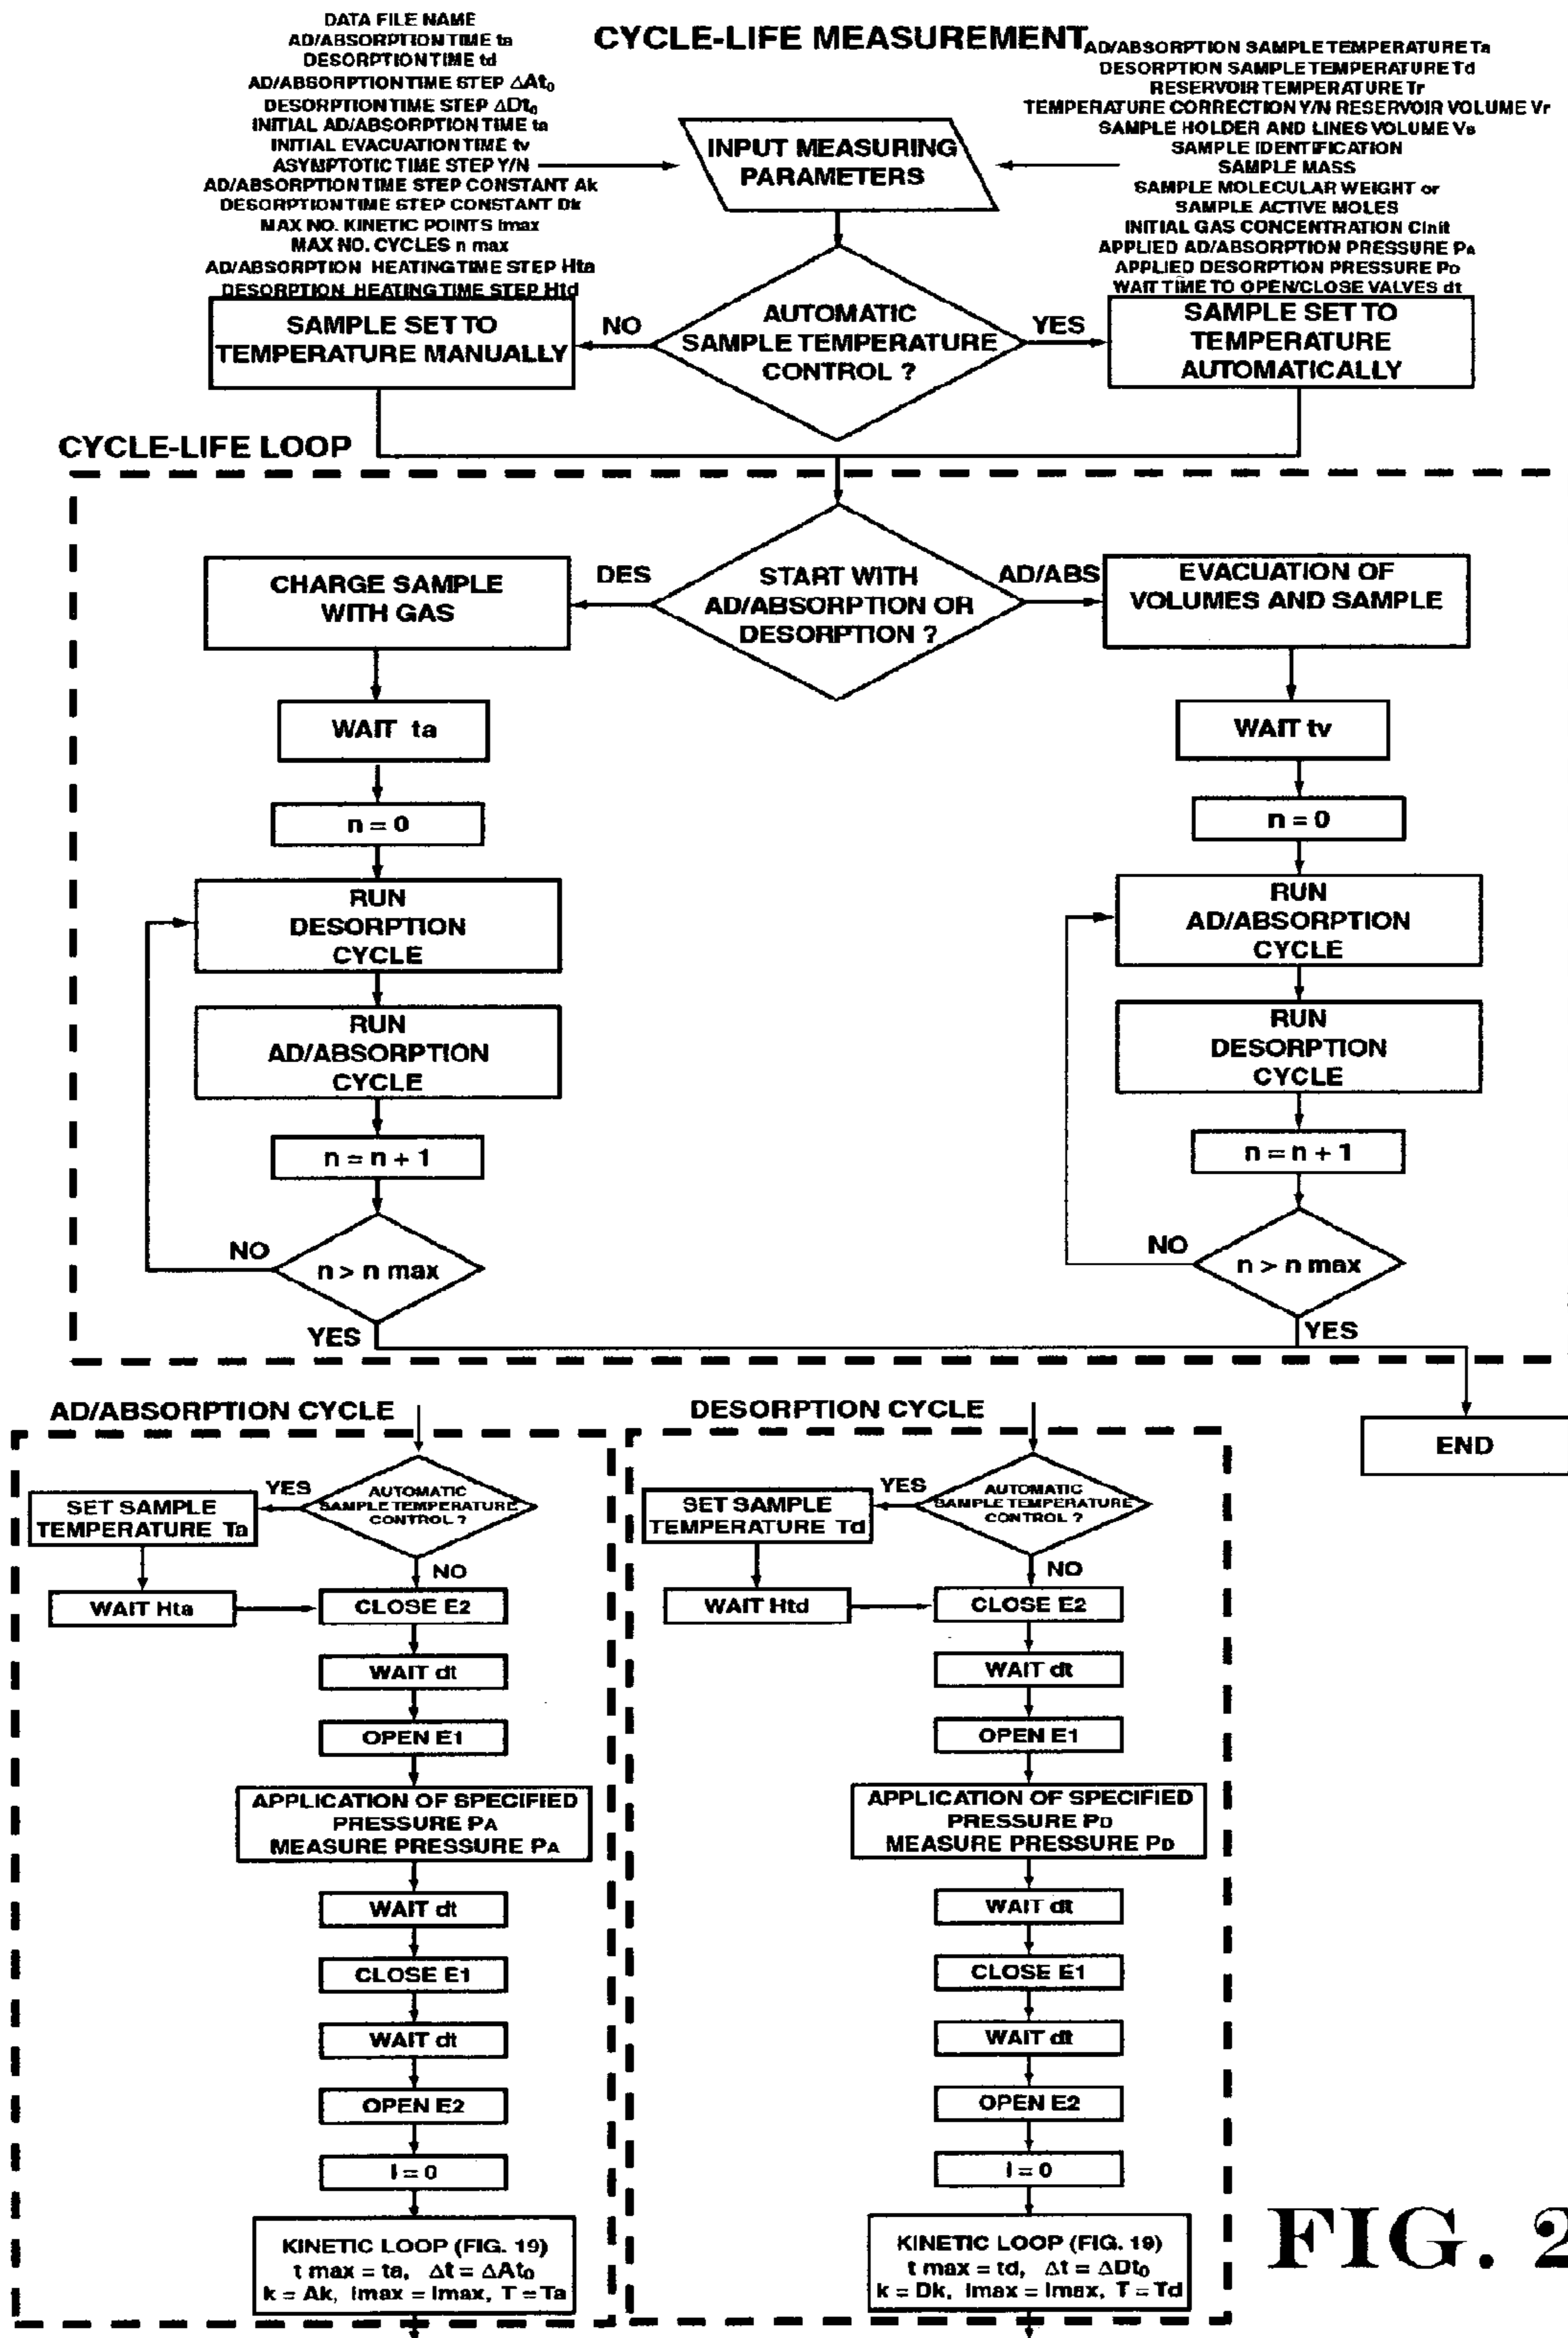 CYCLE-LIFE MEASUREMENT
DATA FILE NAME
AD/ABSORPTION TIME ta
DESORPTION TIME td
AD/ABSORPTION TIME STEP ΔAt₀
DESORPTION TIME STEP ΔDt₀
INITIAL AD/ABSORPTION TIME ta
INITIAL EVACUATION TIME tv
ASYMPTOTIC TIME STEP Y/N
AD/ABSORPTION TIME STEP CONSTANT Ak
DESORPTION TIME STEP CONSTANT Dk
MAX NO. KINETIC POINTS Imax
MAX NO. CYCLES n max
AD/ABSORPTION HEATING TIME STEP Hta
DESORPTION HEATING TIME STEP Htd
AD/ABSORPTION SAMPLE TEMPERATURE Ta
DESORPTION SAMPLE TEMPERATURE Td
RESERVOIR TEMPERATURE Tr
TEMPERATURE CORRECTION Y/N RESERVOIR VOLUME Vr
SAMPLE HOLDER AND LINES VOLUME Vs
SAMPLE IDENTIFICATION
SAMPLE MASS
SAMPLE MOLECULAR WEIGHT or
SAMPLE ACTIVE MOLES
INITIAL GAS CONCENTRATION Cinit
APPLIED AD/ABSORPTION PRESSURE PA
APPLIED DESORPTION PRESSURE PD
WAIT TIME TO OPEN/CLOSE VALVES dt
INPUT MEASURING
PARAMETERS
SAMPLE SET TO
TEMPERATURE MANUALLY
NO
AUTOMATIC
SAMPLE TEMPERATURE
CONTROL ?
YES
SAMPLE SET TO
TEMPERATURE
AUTOMATICALLY
CYCLE-LIFE LOOP
CHARGE SAMPLE
WITH GAS
DES
START WITH
AD/ABSORPTION OR
DESORPTION ?
AD/ABS
EVACUATION OF
VOLUMES AND SAMPLE
WAIT ta
n = 0
RUN
DESORPTION
CYCLE
RUN
AD/ABSORPTION
CYCLE
n = n + 1
NO
n > n max
YES
WAIT tv
n = 0
RUN
AD/ABSORPTION
CYCLE
RUN
DESORPTION
CYCLE
n = n + 1
NO
n > n max
YES
END
AD/ABSORPTION CYCLE
YES
AUTOMATIC
SAMPLE TEMPERATURE
CONTROL ?
SET SAMPLE
TEMPERATURE Ta
NO
WAIT Hta
CLOSE E2
WAIT dt
OPEN E1
APPLICATION OF SPECIFIED
PRESSURE PA
MEASURE PRESSURE PA
WAIT dt
CLOSE E1
WAIT dt
OPEN E2
I = 0
KINETIC LOOP (FIG. 19)
t max = ta, Δt = ΔAt₀
k = Ak, Imax = Imax, T = Ta
DESORPTION CYCLE
YES
AUTOMATIC
SAMPLE TEMPERATURE
CONTROL ?
SET SAMPLE
TEMPERATURE Td
NO
WAIT Htd
CLOSE E2
WAIT dt
OPEN E1
APPLICATION OF SPECIFIED
PRESSURE PD
MEASURE PRESSURE PD
WAIT dt
CLOSE E1
WAIT dt
OPEN E2
I = 0
KINETIC LOOP (FIG. 19)
t max = td, Δt = ΔDt₀
k = Dk, Imax = Imax, T = Td
FIG. 2